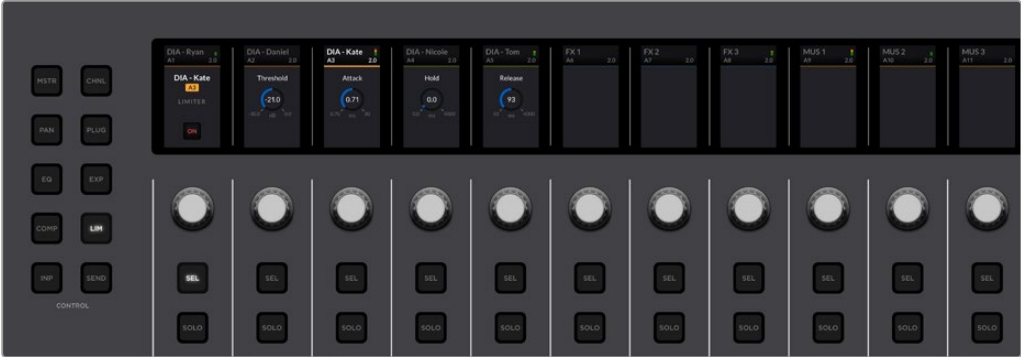 DIA - Ryan DIA - Daniel DIA - Kate DIA - Nicole DIA - Tom FX 1 FX 2 FX 3 MUS 1 MUS 2 MUS 3
A1 2.0 A2 2.0 A3 2.0 A4 2.0 A5 2.0 A6 2.0 A7 2.0 A8 2.0 A9 2.0 A10 2.0 A11 2.0
DIA - Kate Threshold Attack Hold Release
A3
LIMITER -21.0 0.71 0.0 93
ms ms ms
ON
MSTR CHNL
PAN PLUG
EQ EXP
COMP LIM
INP SEND
CONTROL
SEL SEL SEL SEL SEL SEL SEL SEL SEL SEL SEL
SOLO SOLO SOLO SOLO SOLO SOLO SOLO SOLO SOLO SOLO SOLO